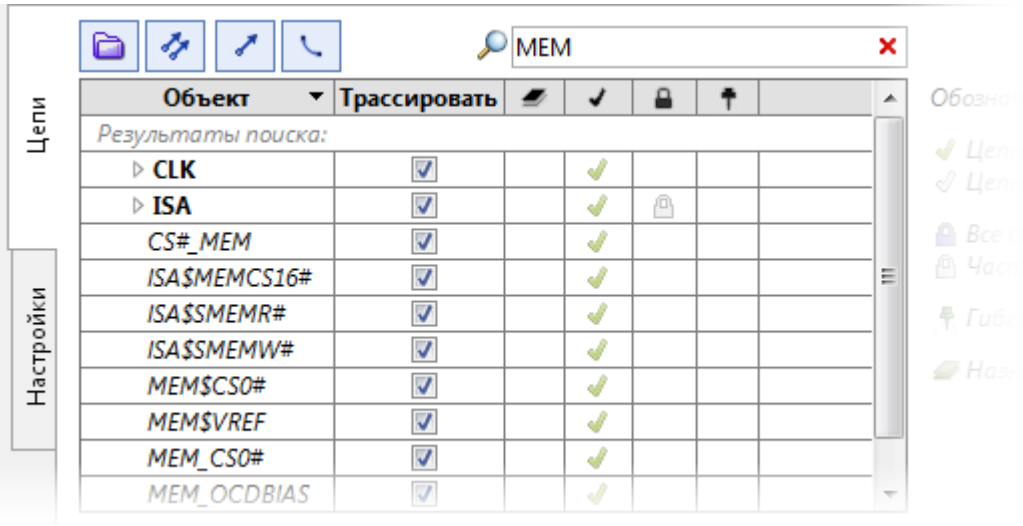 Цепи
Настройки
MEM
Объект Трассировать
Результаты поиска:
CLK
ISA
CS#_MEM
ISA$MEMCS16#
ISA$SMEMR#
ISA$SMEMW#
MEM$CS0#
MEM$VREF
MEM_CS0#
MEM_OCDBIAS
Все